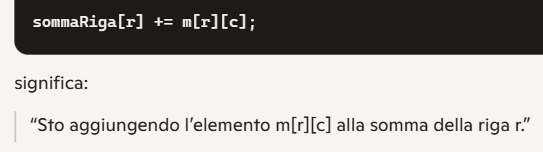 sommaRiga[r] += m[r][c];
significa:
“Sto aggiungendo l’elemento m[r][c] alla somma della riga r.”